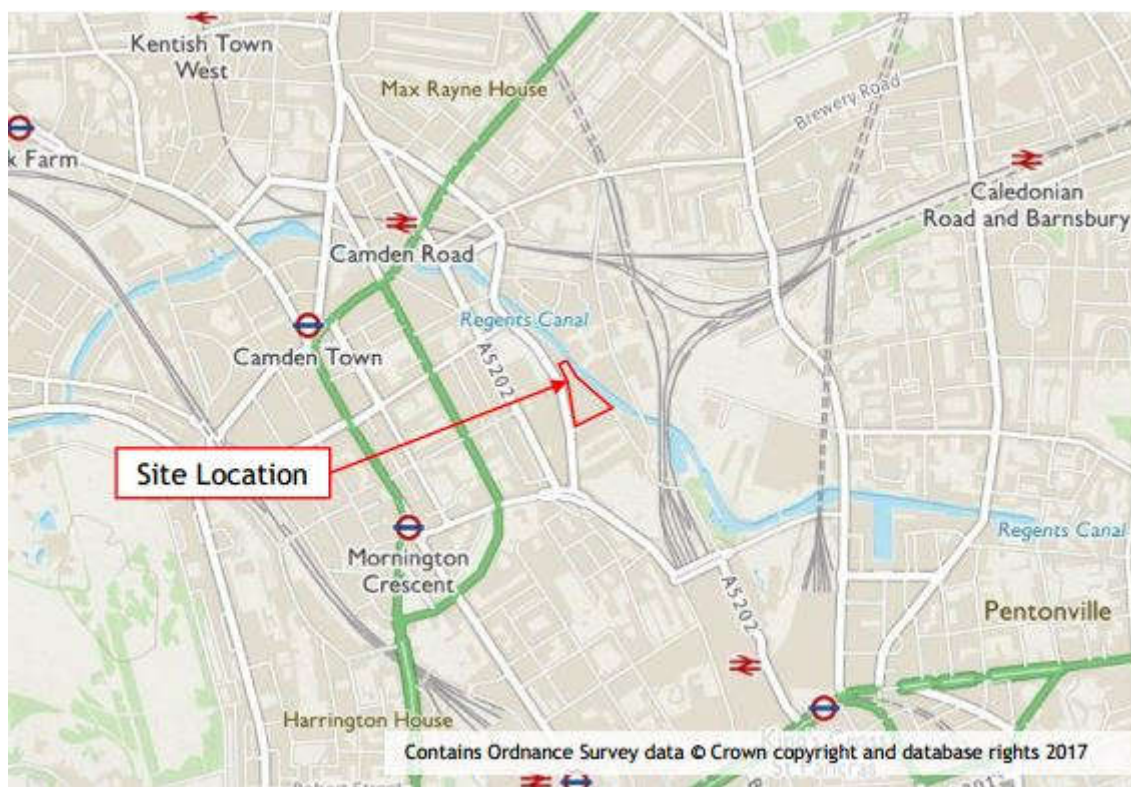 Kentish Town
West
Max Rayne House
Brewery Road
k Farm
Caledonian
Road and Barnsbury
Camden Road
Regents Canal
Camden Town
A5202
Site Location
Mornington
Crescent
Regents Canal
A5202
Pentonville
Harrington House
Contains Ordnance Survey data © Crown copyright and database rights 2017